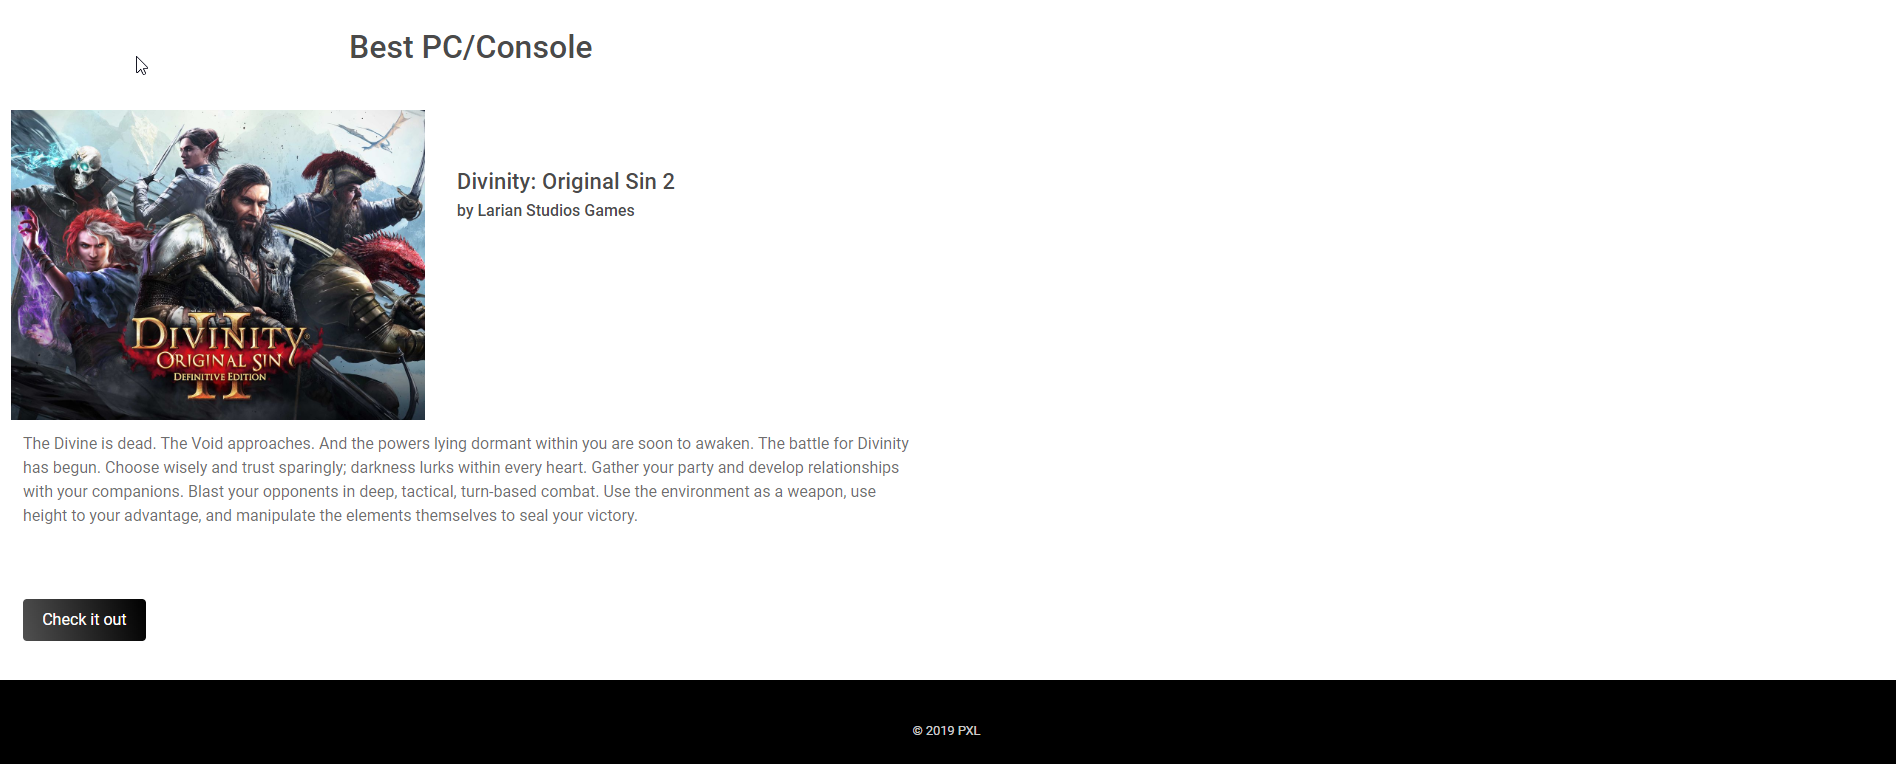 Best PC/Console
Divinity: Original Sin 2
by Larian Studios Games
DIVINITY
II
ORIGINAL SIN
DEFINITIVE EDITION
The Divine is dead. The Void approaches. And the powers lying dormant within you are soon to awaken. The battle for Divinity
has begun. Choose wisely and trust sparingly; darkness lurks within every heart. Gather your party and develop relationships
with your companions. Blast your opponents in deep, tactical, turn-based combat. Use the environment as a weapon, use
height to your advantage, and manipulate the elements themselves to seal your victory.
Check it out
© 2019 PXL